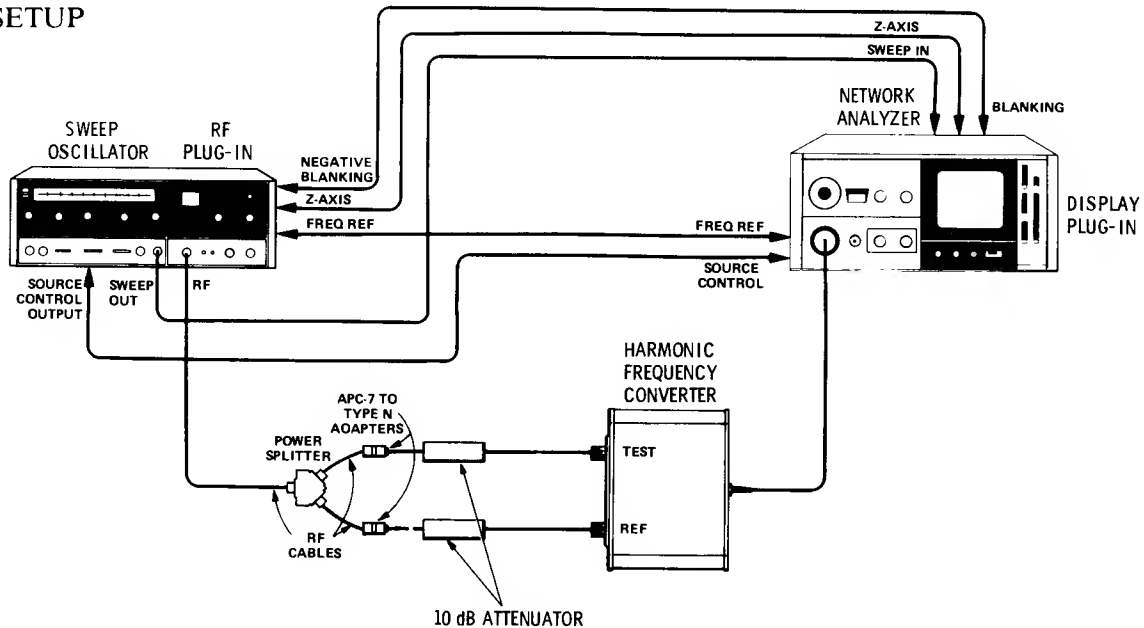 SETUP
Z-AXIS
SWEEP IN
NETWORK
ANALYZER
BLANKING
SWEEP
OSCILLATOR
RF
PLUG-IN
NEGATIVE
BLANKING
Z-AXIS
FREQ REF
FREQ REF
DISPLAY
PLUG-IN
SOURCE
CONTROL
OUTPUT
SWEEP
OUT
RF
SOURCE
CONTROL
HARMONIC
FREQUENCY
CONVERTER
APC-7 TO
TYPE N
AOAPTERS
POWER
SPLITTER
TEST
REF
RF
CABLES
10 dB ATTENUATOR